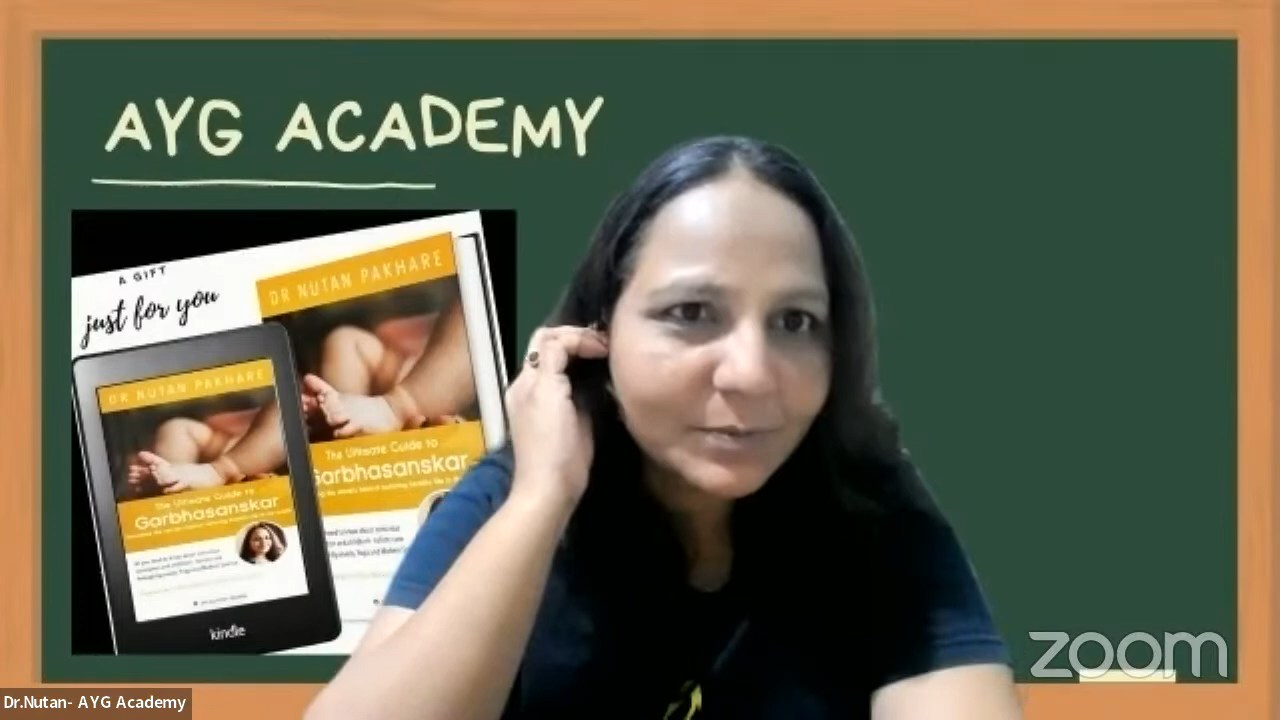 AYG ACADEMY
A GIFT
just for you
DR NUTAN PAKHARE
The Ultimate Guide to
Garbhasanskar
DR NUTAN PAKHARE
The Ultimate Guide to
Garbhasanskar
kindle
zoom
Dr.Nutan- AYG Academy